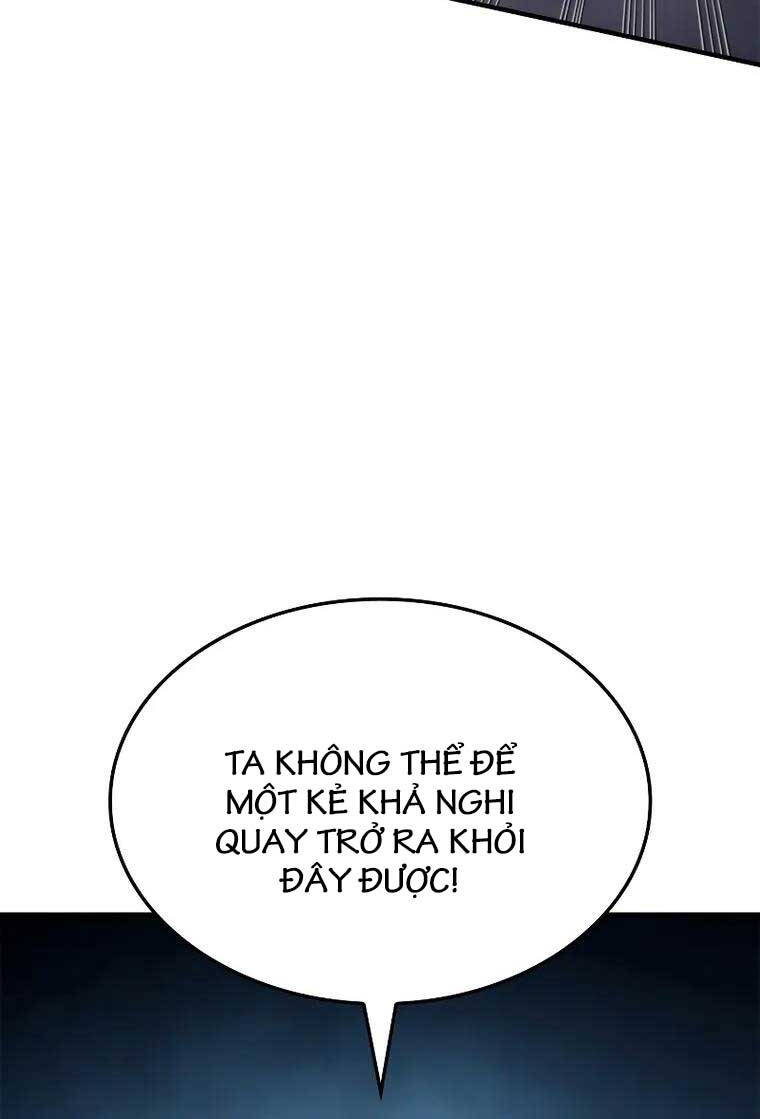 TA KHÔNG THỂ ĐỂ
MỘT KẺ KHẢ NGHI
QUAY TRỞ RA KHỎI
ĐÂY ĐƯỢC!